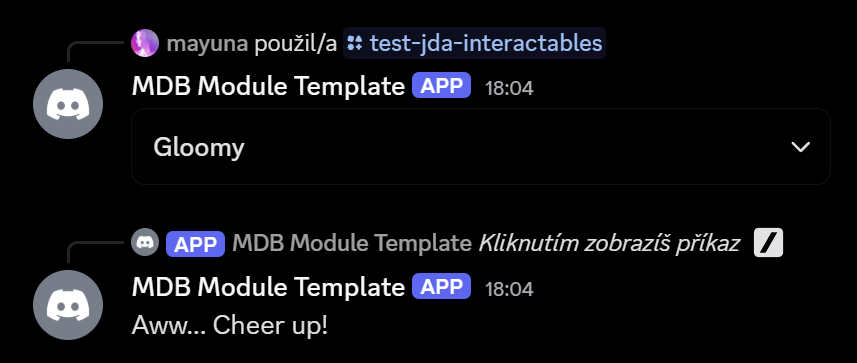 mayuna použil/a test-jda-interactables
MDB Module Template APP 18:04
Gloomy
APP MDB Module Template Kliknutím zobrazíš příkaz
MDB Module Template APP 18:04
Aww... Cheer up!